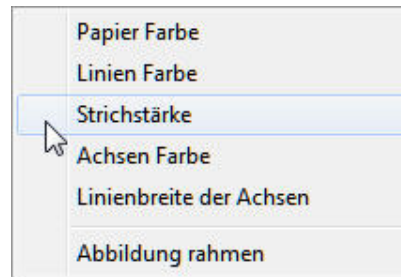 Papier Farbe
Linien Farbe
Strichstärke
Achsen Farbe
Linienbreite der Achsen
Abbildung rahmen